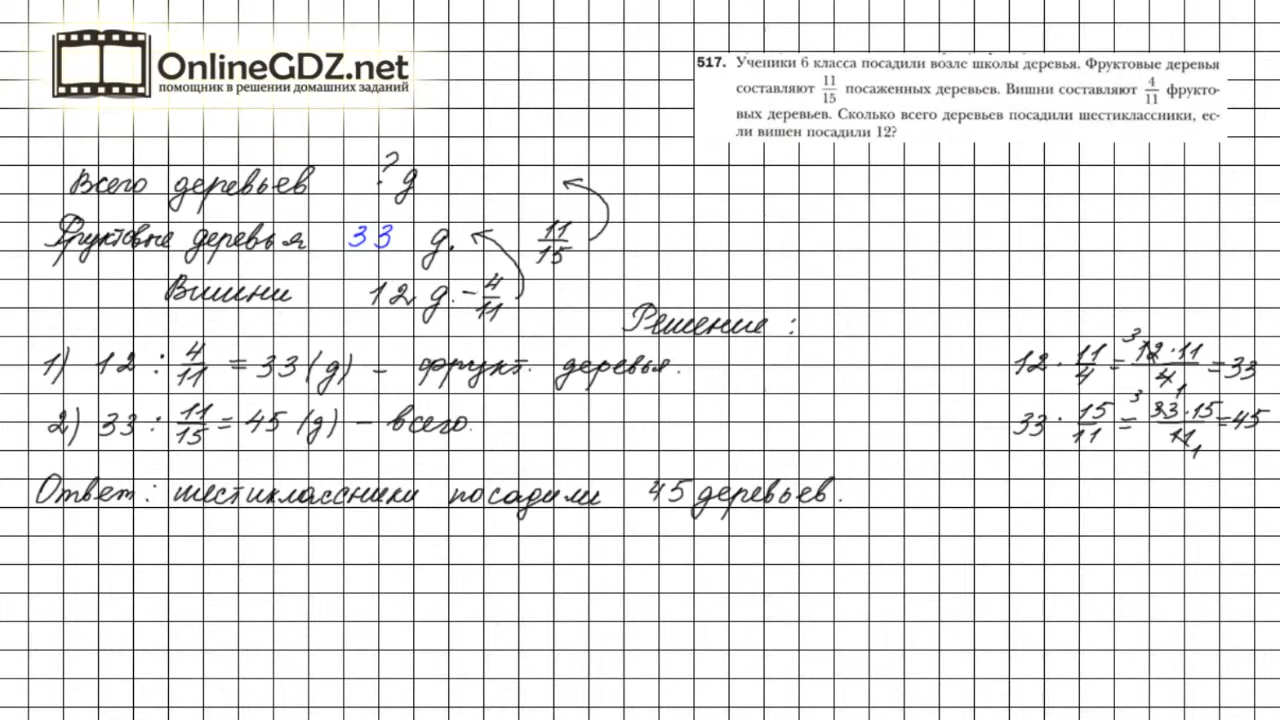 OnlineGDZ.net
помощник в решении домашних заданий
517. Ученики 6 класса посадили возле школы деревья. Фруктовые деревья
составляют 11/15 посаженных деревьев. Вишни составляют 4/11 фрукто-
вых деревьев. Сколько всего деревьев посадили шестиклассники, ес-
ли вишен посадили 12?
Всего деревьев ? д
Фруктовые деревья 33 д. 11/15
Вишни 12 д. - 4/11
Решение:
1) 12 : 4/11 = 33 (д) - фрукт. деревья.
12 · 11/4 = 12·11/4 = 33
3
1
2) 33 : 11/15 = 45 (д) - всего.
33 · 15/11 = 33·15/11 = 45
3
1
Ответ: шестиклассники посадили 45 деревьев.